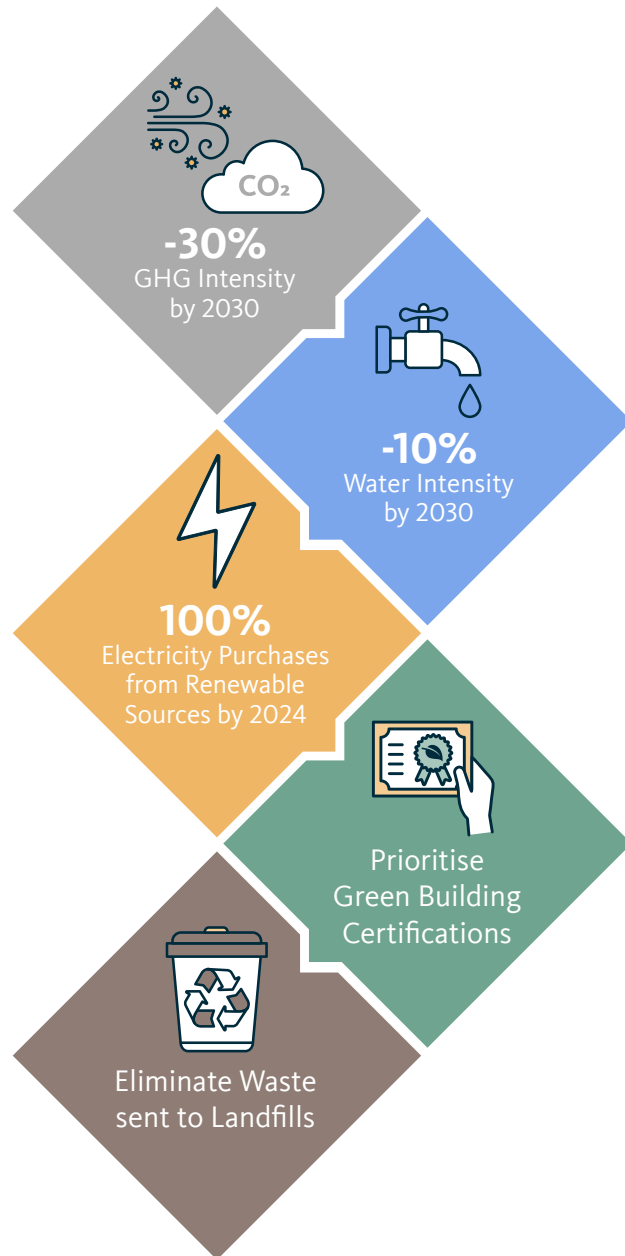 CO₂
-30%
GHG Intensity
by 2030
-10%
Water Intensity
by 2030
100%
Electricity Purchases
from Renewable
Sources by 2024
Prioritise
Green Building
Certifications
Eliminate Waste
sent to Landfills